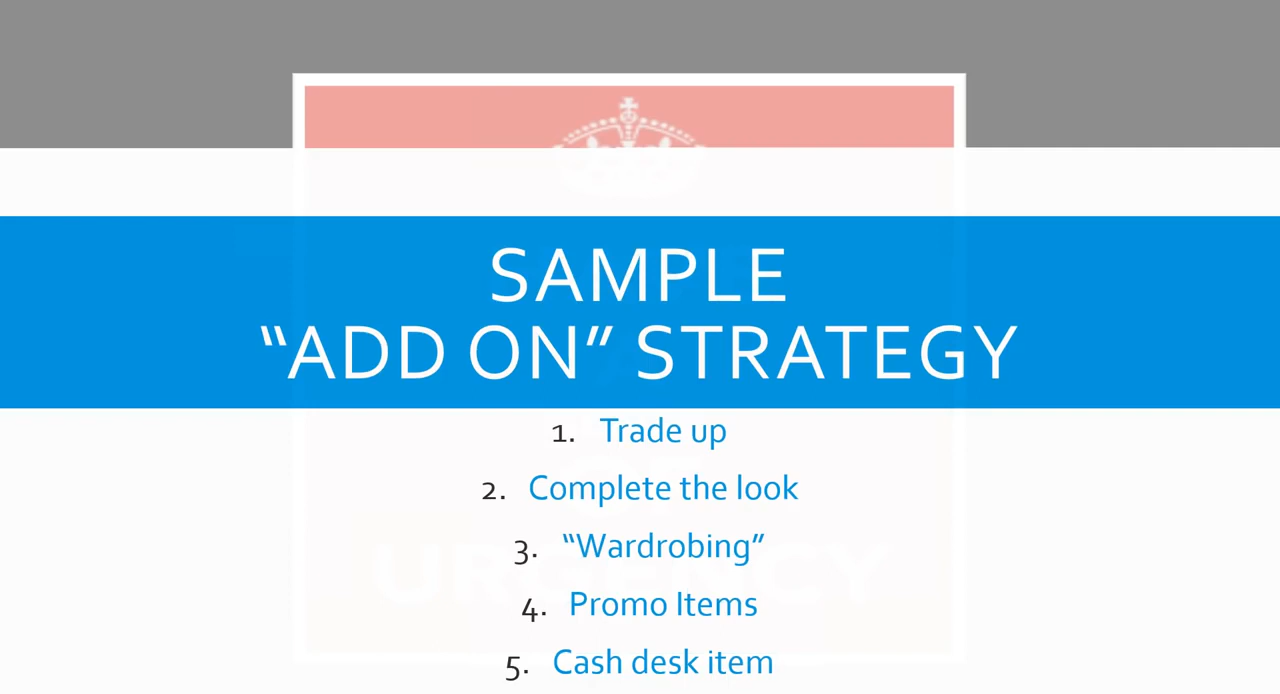 SAMPLE
“ADD ON” STRATEGY
1. Trade up
2. Complete the look
3. “Wardrobing”
4. Promo Items
5. Cash desk item
URGENCY